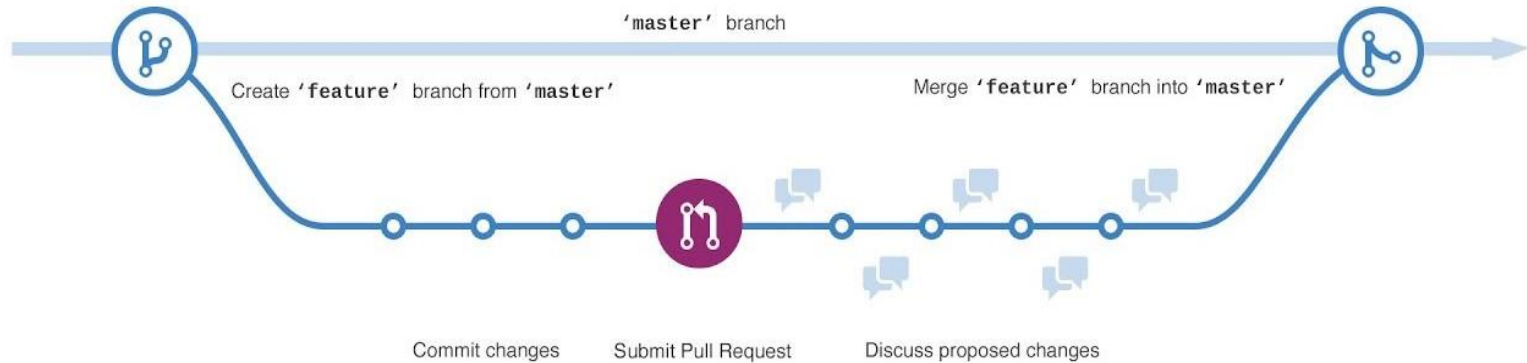 ‘master’ branch
Create ‘feature’ branch from ‘master’
Merge ‘feature’ branch into ‘master’
Commit changes
Submit Pull Request
Discuss proposed changes